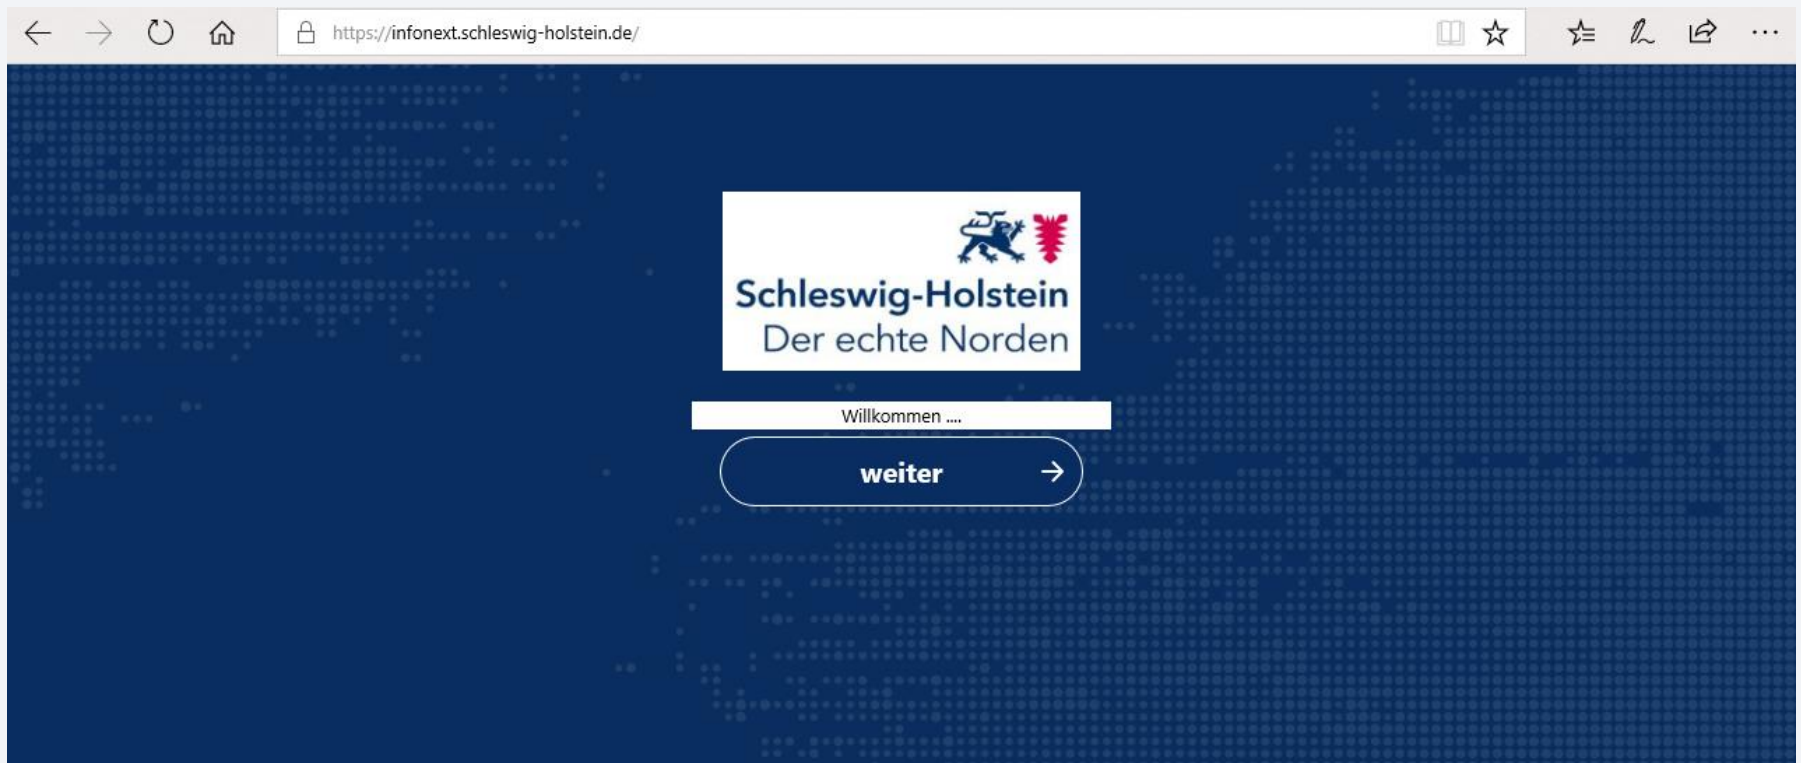 https://infonext.schleswig-holstein.de/
Schleswig-Holstein
Der echte Norden
Willkommen ....
weiter